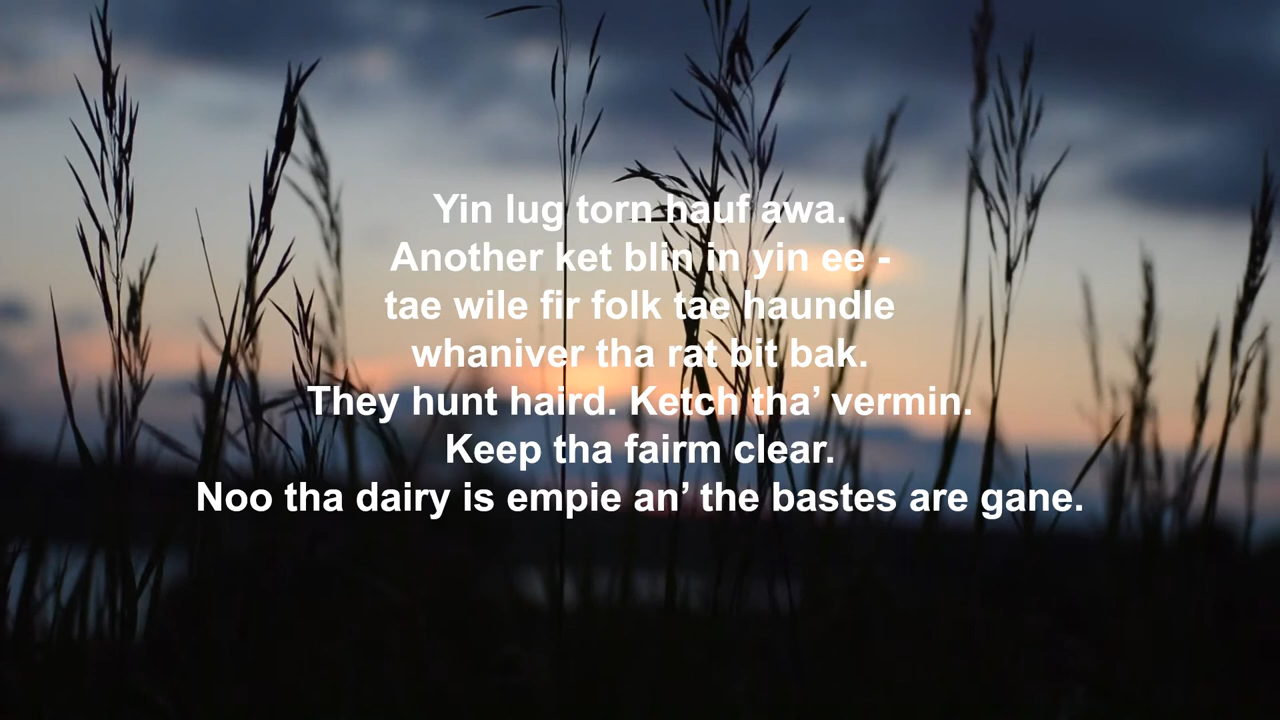 Yin lug torn hauf awa.
Another ket blin in yin ee -
tae wile fir folk tae haundle
whaniver tha rat bit bak.
They hunt haird. Ketch tha’ vermin.
Keep tha fairm clear.
Noo tha dairy is empie an’ the bastes are gane.